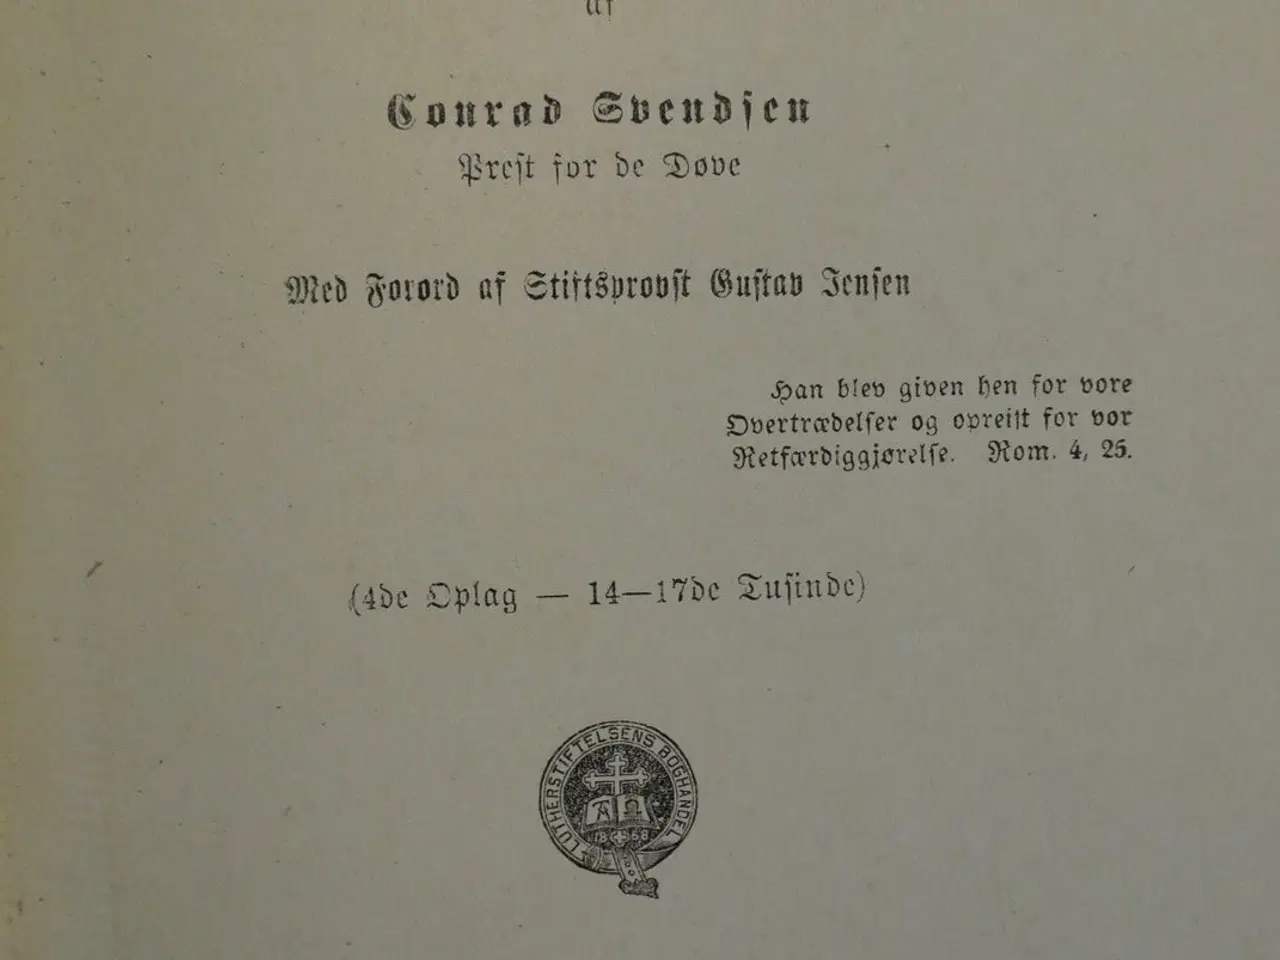 af
Conrad Svendsen
Prest for de Døve
Med Forord af Stiftsprovst Gustav Jensen
Han blev given hen for vore
Overtrædelser og opreist for vor
Retfærdiggjørelse. Rom. 4, 25.
(4de Oplag — 14—17de Tusinde)
LUTHERSTIFTELSENS BOGHANDEL
A Ω
1868